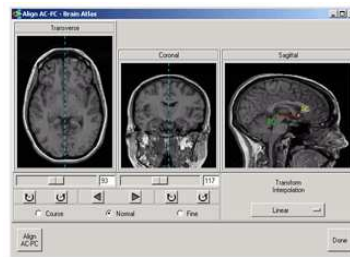 Align AC-PC - Brain Atlas
Transverse
Coronal
Sagittal
93
117
Course
Normal
Fine
Transform
Interpolation
Linear
Align
AC-PC
Done